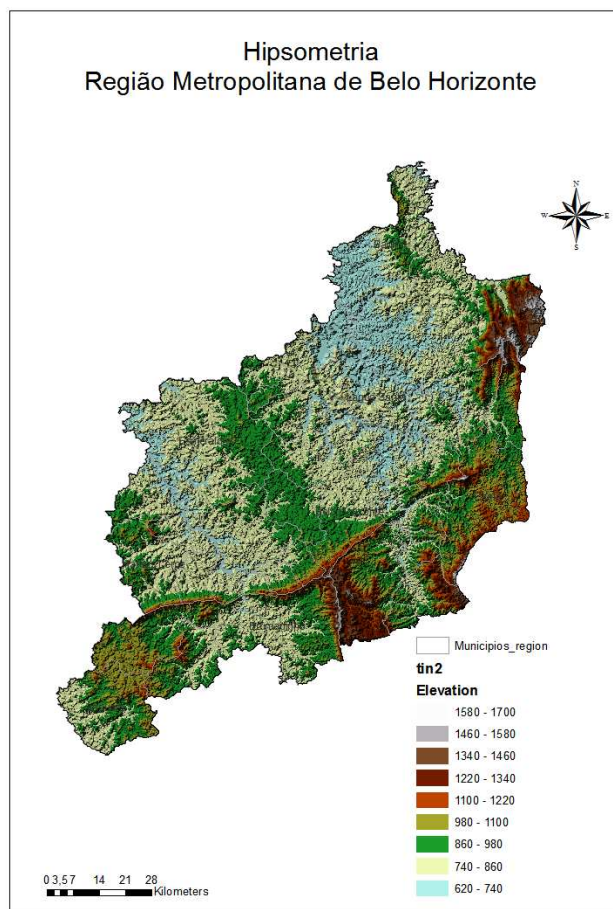 Hipsometria
Região Metropolitana de Belo Horizonte
N
W
E
S
Municipios_region
tin2
Elevation
1580 - 1700
1460 - 1580
1340 - 1460
1220 - 1340
1100 - 1220
980 - 1100
860 - 980
740 - 860
620 - 740
0 3,5 7 14 21 28
Kilometers